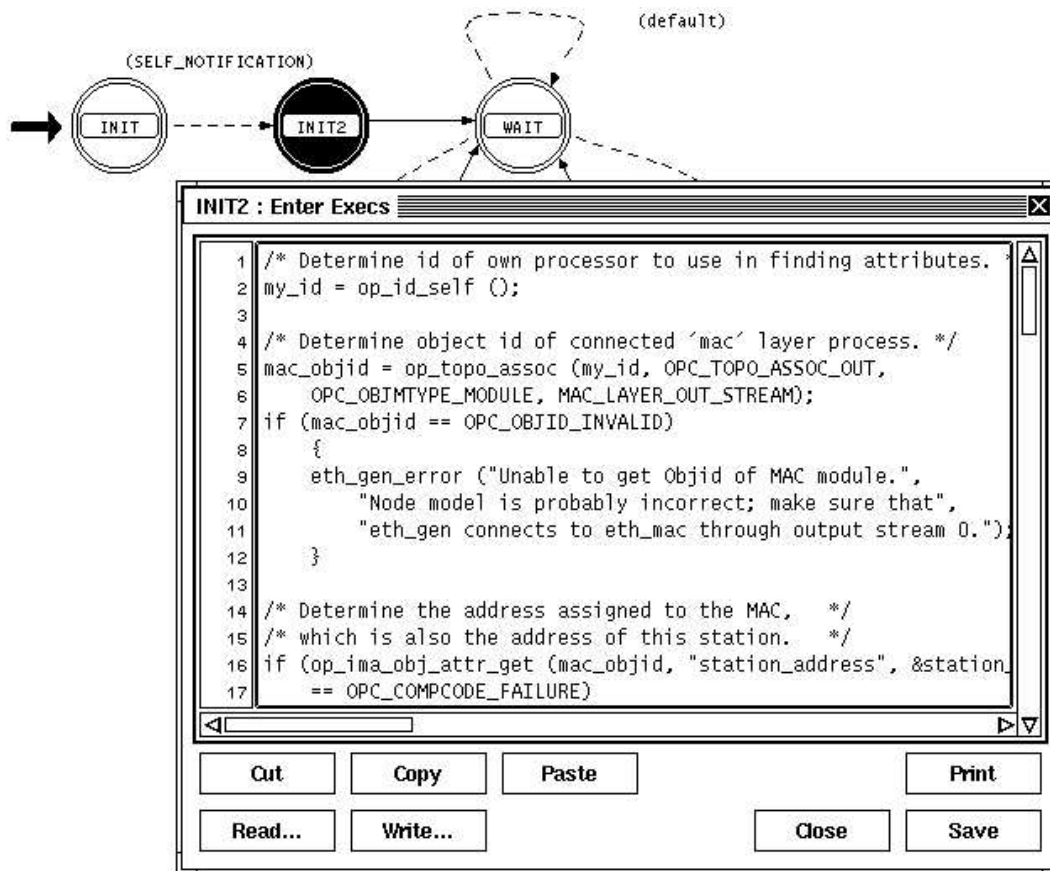 (default)
(SELF_NOTIFICATION)
INIT
INIT2
WAIT
INIT2 : Enter Execs
1 /* Determine id of own processor to use in finding attributes. *
2 my_id = op_id_self ();
3
4 /* Determine object id of connected ´mac´ layer process. */
5 mac_objid = op_topo_assoc (my_id, OPC_TOPO_ASSOC_OUT,
6 OPC_OBJMTYPE_MODULE, MAC_LAYER_OUT_STREAM);
7 if (mac_objid == OPC_OBJID_INVALID)
8 {
9 eth_gen_error ("Unable to get Objid of MAC module.",
10 "Node model is probably incorrect; make sure that",
11 "eth_gen connects to eth_mac through output stream 0.");
12 }
13
14 /* Determine the address assigned to the MAC, */
15 /* which is also the address of this station. */
16 if (op_ima_obj_attr_get (mac_objid, "station_address", &station_
17 == OPC_COMPCODE_FAILURE)
Cut Copy Paste Print
Read... Write... Close Save